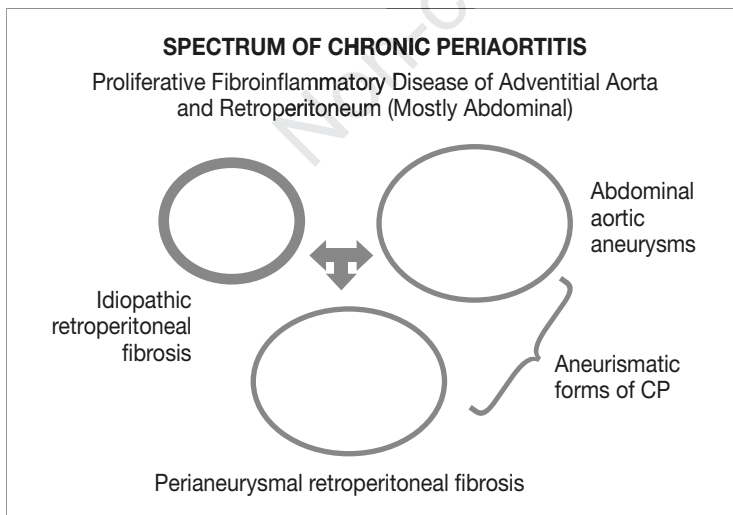 Non-c
SPECTRUM OF CHRONIC PERIAORTITIS
Proliferative Fibroinflammatory Disease of Adventitial Aorta
and Retroperitoneum (Mostly Abdominal)
Abdominal
aortic
aneurysms
Idiopathic
retroperitoneal
fibrosis
Aneurismatic
forms of CP
Perianeurysmal retroperitoneal fibrosis